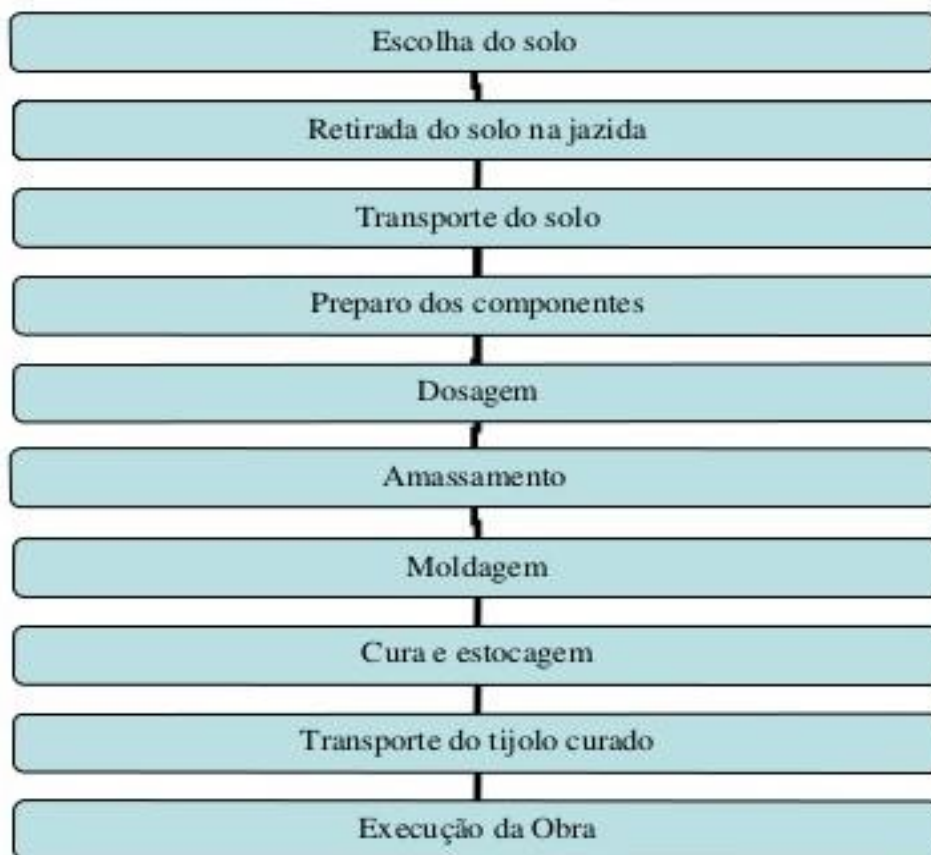 Escolha do solo
Retirada do solo na jazida
Transporte do solo
Preparo dos componentes
Dosagem
Amassamento
Moldagem
Cura e estocagem
Transporte do tijolo curado
Execução da Obra